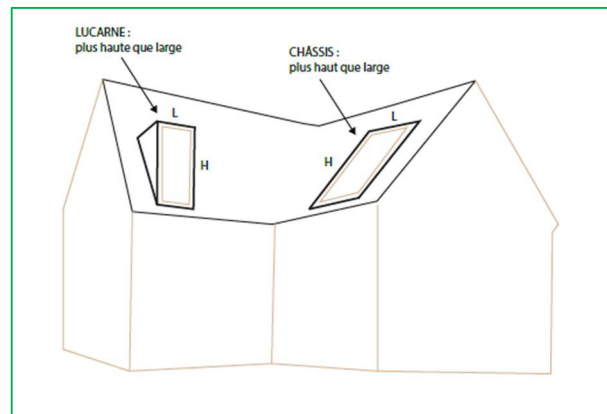 LUCARNE :
plus haute que large
CHÂSSIS :
plus haut que large
L
H
L
H